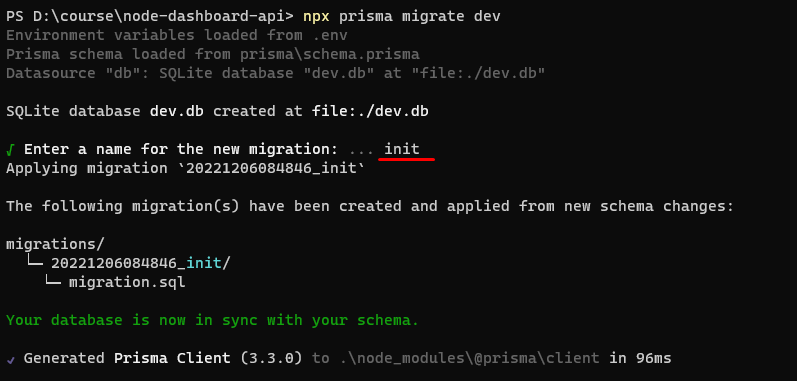 PS D:\course\node-dashboard-api> npx prisma migrate dev
Environment variables loaded from .env
Prisma schema loaded from prisma\schema.prisma
Datasource "db": SQLite database "dev.db" at "file:./dev.db"
SQLite database dev.db created at file:./dev.db
√ Enter a name for the new migration: ... init
Applying migration `20221206084846_init`
The following migration(s) have been created and applied from new schema changes:
migrations/
└─ 20221206084846_init/
└─ migration.sql
Your database is now in sync with your schema.
✔ Generated Prisma Client (3.3.0) to .\node_modules\@prisma\client in 96ms